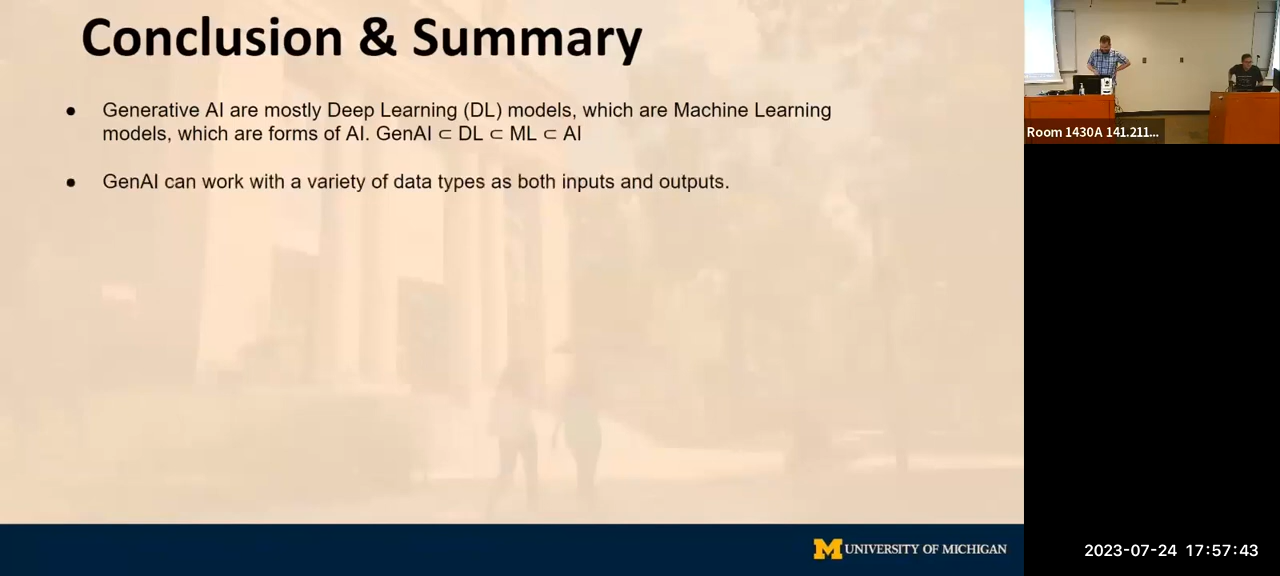 Conclusion & Summary
● Generative AI are mostly Deep Learning (DL) models, which are Machine Learning
models, which are forms of AI. GenAI ⊂ DL ⊂ ML ⊂ AI
● GenAI can work with a variety of data types as both inputs and outputs.
M UNIVERSITY OF MICHIGAN
Room 1430A 141.211...
2023-07-24 17:57:43